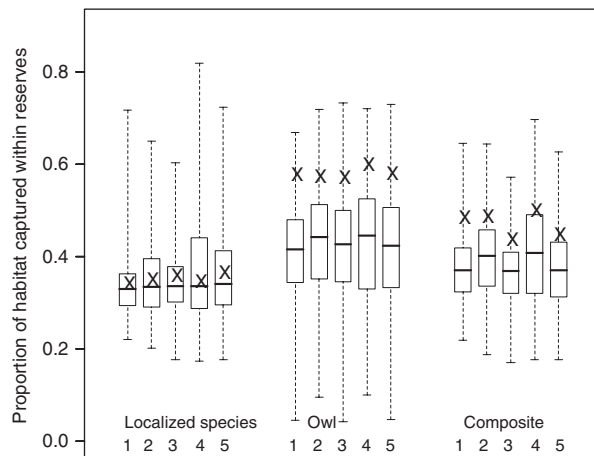 Proportion of habitat captured within reserves
0.8
0.6
0.4
0.2
0.0
X X X X X X X X X X X X X X X
Localized species Owl Composite
1 2 3 4 5 1 2 3 4 5 1 2 3 4 5